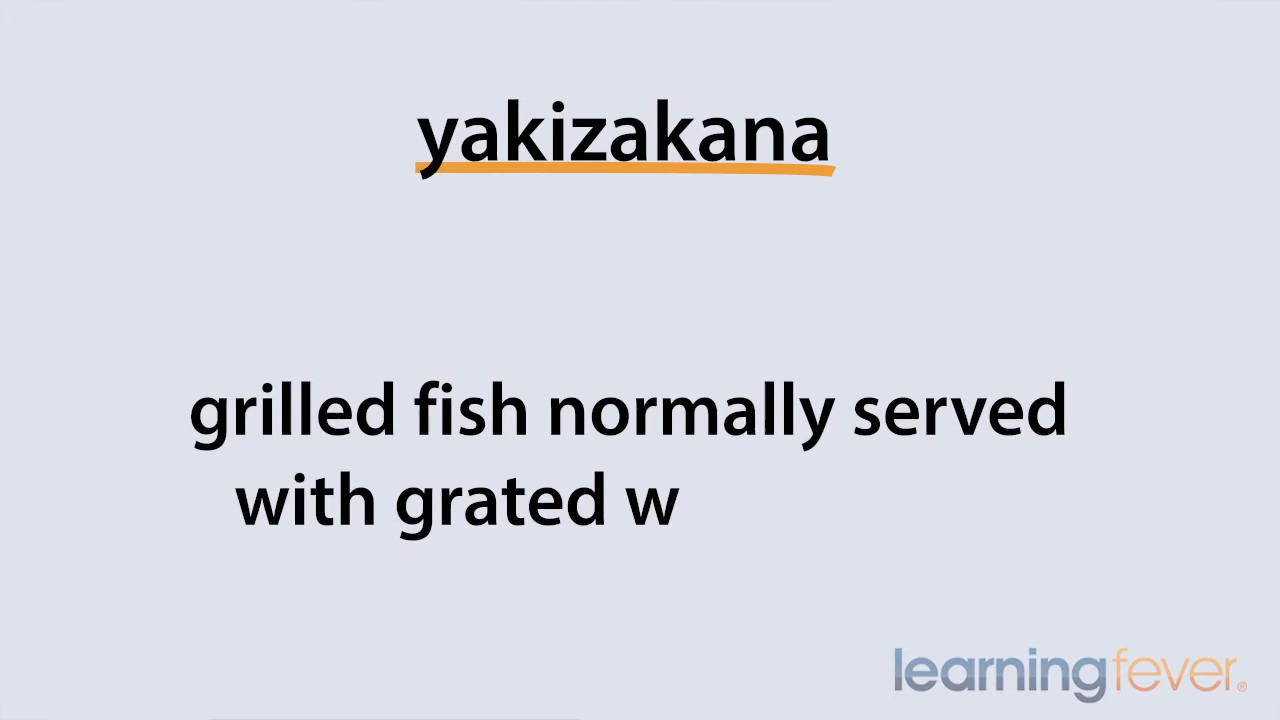 yakizakana
grilled fish normally served
with grated w
learningfever®